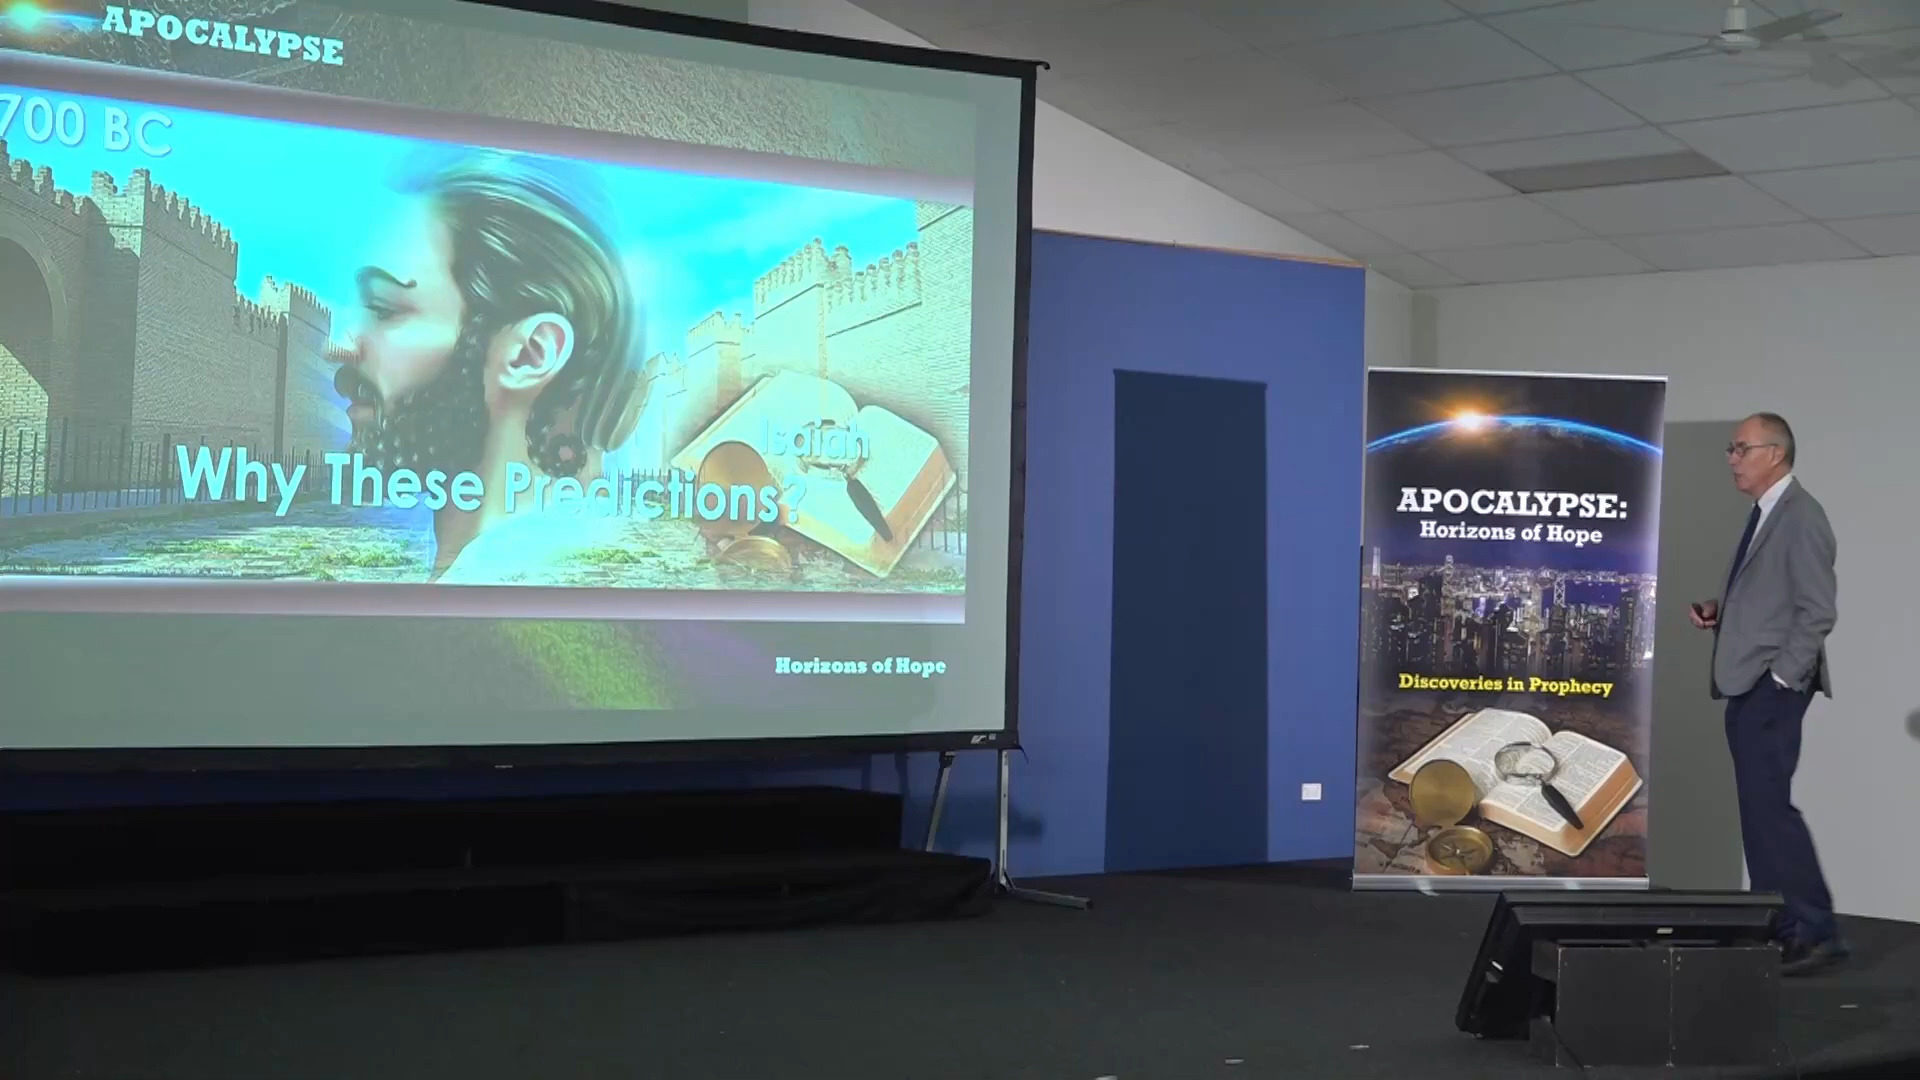 APOCALYPSE
700 BC
Isaiah
Why These Predictions?
Horizons of Hope
APOCALYPSE:
Horizons of Hope
Discoveries in Prophecy